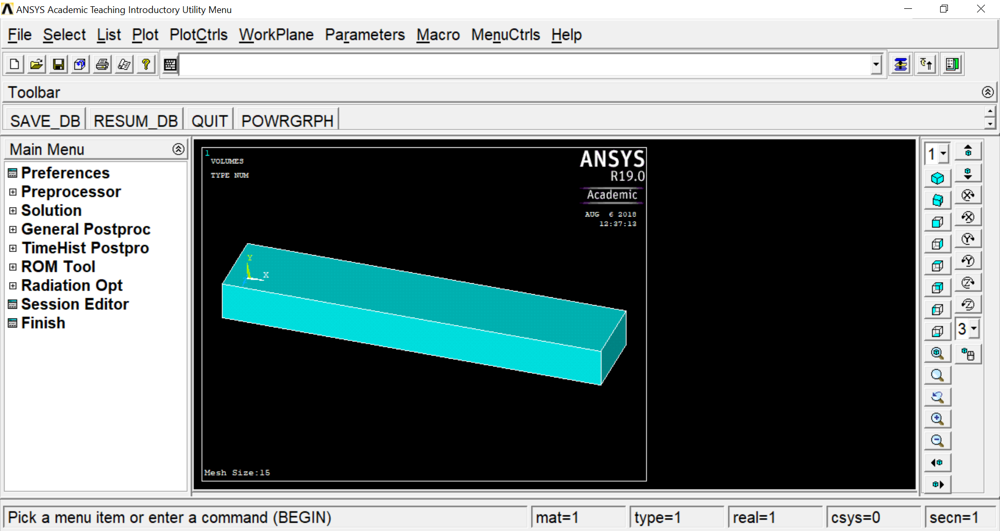 ANSYS Academic Teaching Introductory Utility Menu
File Select List Plot PlotCtrls WorkPlane Parameters Macro MenuCtrls Help
Toolbar
SAVE_DB RESUM_DB QUIT POWRGRPH
Main Menu
Preferences
Preprocessor
Solution
General Postproc
TimeHist Postpro
ROM Tool
Radiation Opt
Session Editor
Finish
1
VOLUMES
TYPE NUM
ANSYS
R19.0
Academic
AUG 6 2018
12:37:13
Y
X
Mesh Size:15
1
X
X
Y
Y
Z
Z
3
Pick a menu item or enter a command (BEGIN) mat=1 type=1 real=1 csys=0 secn=1